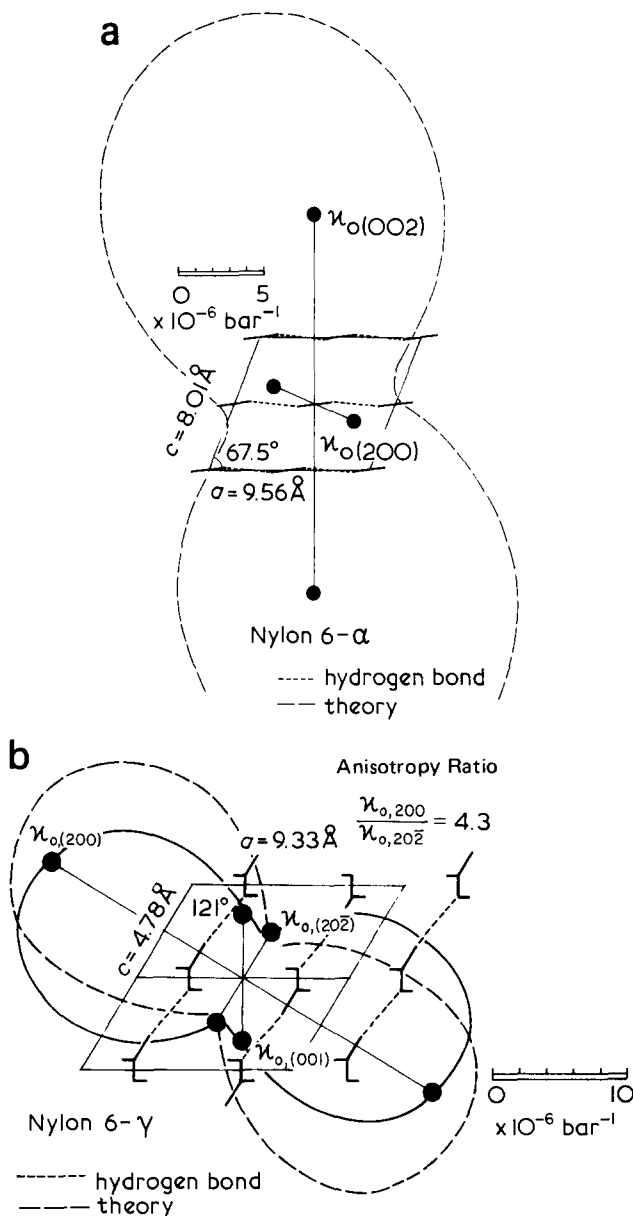 a
ϰo(002)
0 5
×10⁻⁶ bar⁻¹
c=8.01Å
ϰo(200)
67.5°
a=9.56Å
Nylon 6-α
hydrogen bond
theory
b
Anisotropy Ratio
ϰo,(200)
a=9.33Å
ϰo,200
ϰo,202̄
= 4.3
c=4.78Å
121°
ϰo,(202̄)
ϰo,(001)
0 10
×10⁻⁶ bar⁻¹
Nylon 6-γ
hydrogen bond
theory